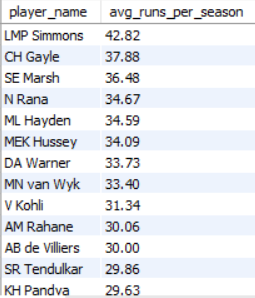 player_name avg_runs_per_season
LMP Simmons 42.82
CH Gayle 37.88
SE Marsh 36.48
N Rana 34.67
ML Hayden 34.59
MEK Hussey 34.09
DA Warner 33.73
MN van Wyk 33.40
V Kohli 31.34
AM Rahane 30.06
AB de Villiers 30.00
SR Tendulkar 29.86
KH Pandya 29.63